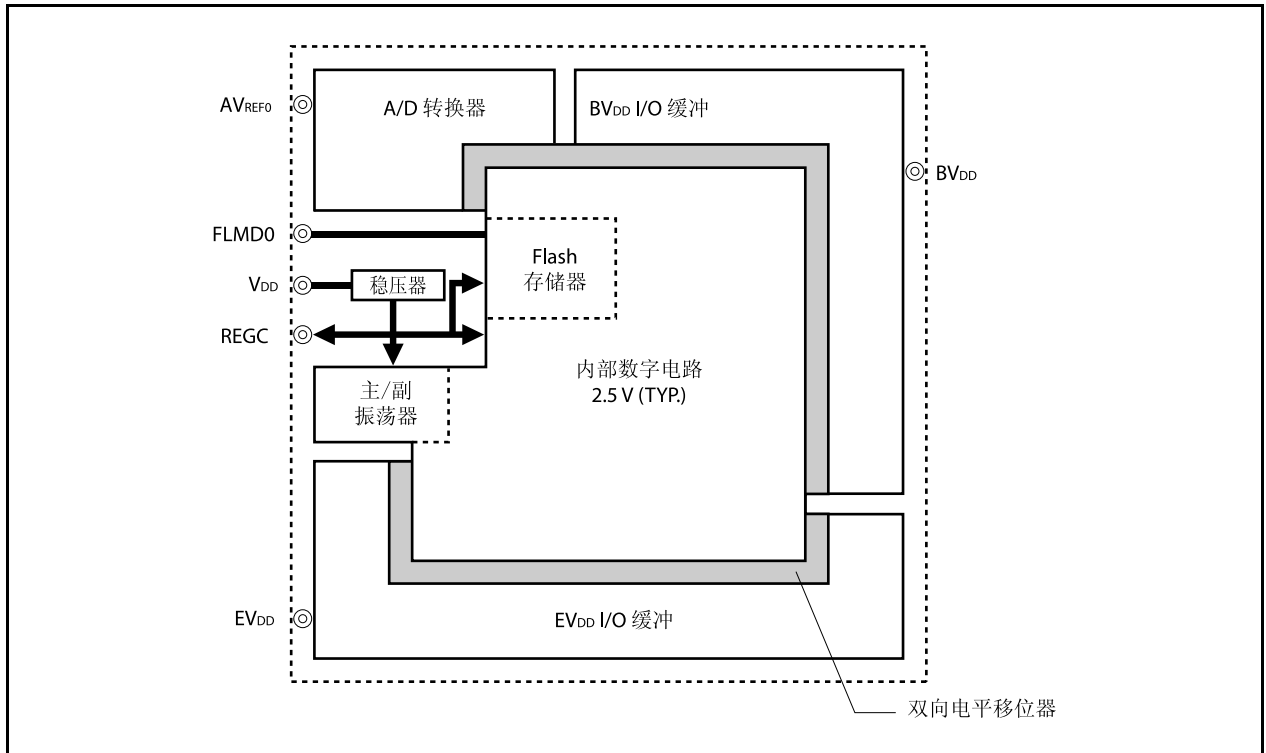 A/D 转换器
BVDD I/O 缓冲
AVREF0
BVDD
FLMD0
Flash
存储器
VDD
稳压器
REGC
内部数字电路
2.5 V (TYP.)
主/副
振荡器
EVDD
EVDD I/O 缓冲
双向电平移位器